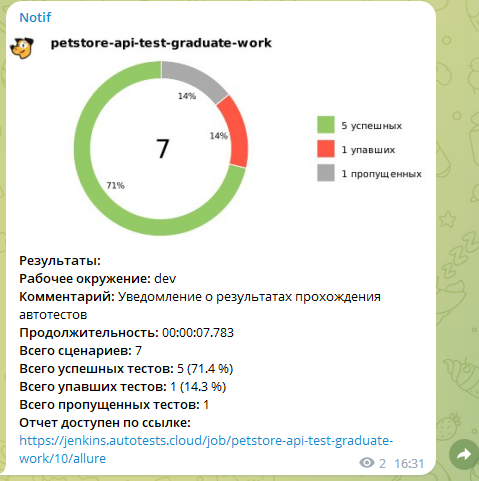 Notif
petstore-api-test-graduate-work
14%
14%
7
71%
5 успешных
1 упавших
1 пропущенных
Результаты:
Рабочее окружение: dev
Комментарий: Уведомление о результатах прохождения
автотестов
Продолжительность: 00:00:07.783
Всего сценариев: 7
Всего успешных тестов: 5 (71.4 %)
Всего упавших тестов: 1 (14.3 %)
Всего пропущенных тестов: 1
Отчет доступен по ссылке:
https://jenkins.autotests.cloud/job/petstore-api-test-graduate-
work/10/allure
2 16:31